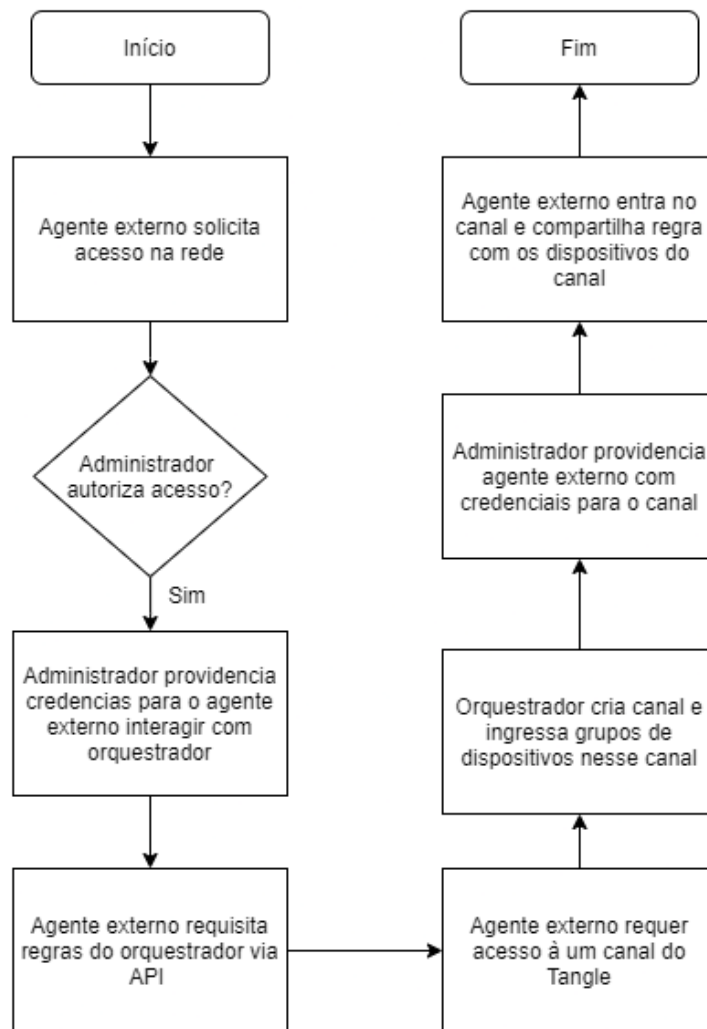 Início
Agente externo solicita
acesso na rede
Administrador
autoriza acesso?
Sim
Administrador providencia
credencias para o agente
externo interagir com
orquestrador
Agente externo requisita
regras do orquestrador via
API
Agente externo requer
acesso à um canal do
Tangle
Orquestrador cria canal e
ingressa grupos de
dispositivos nesse canal
Administrador providencia
agente externo com
credenciais para o canal
Agente externo entra no
canal e compartilha regra
com os dispositivos do
canal
Fim